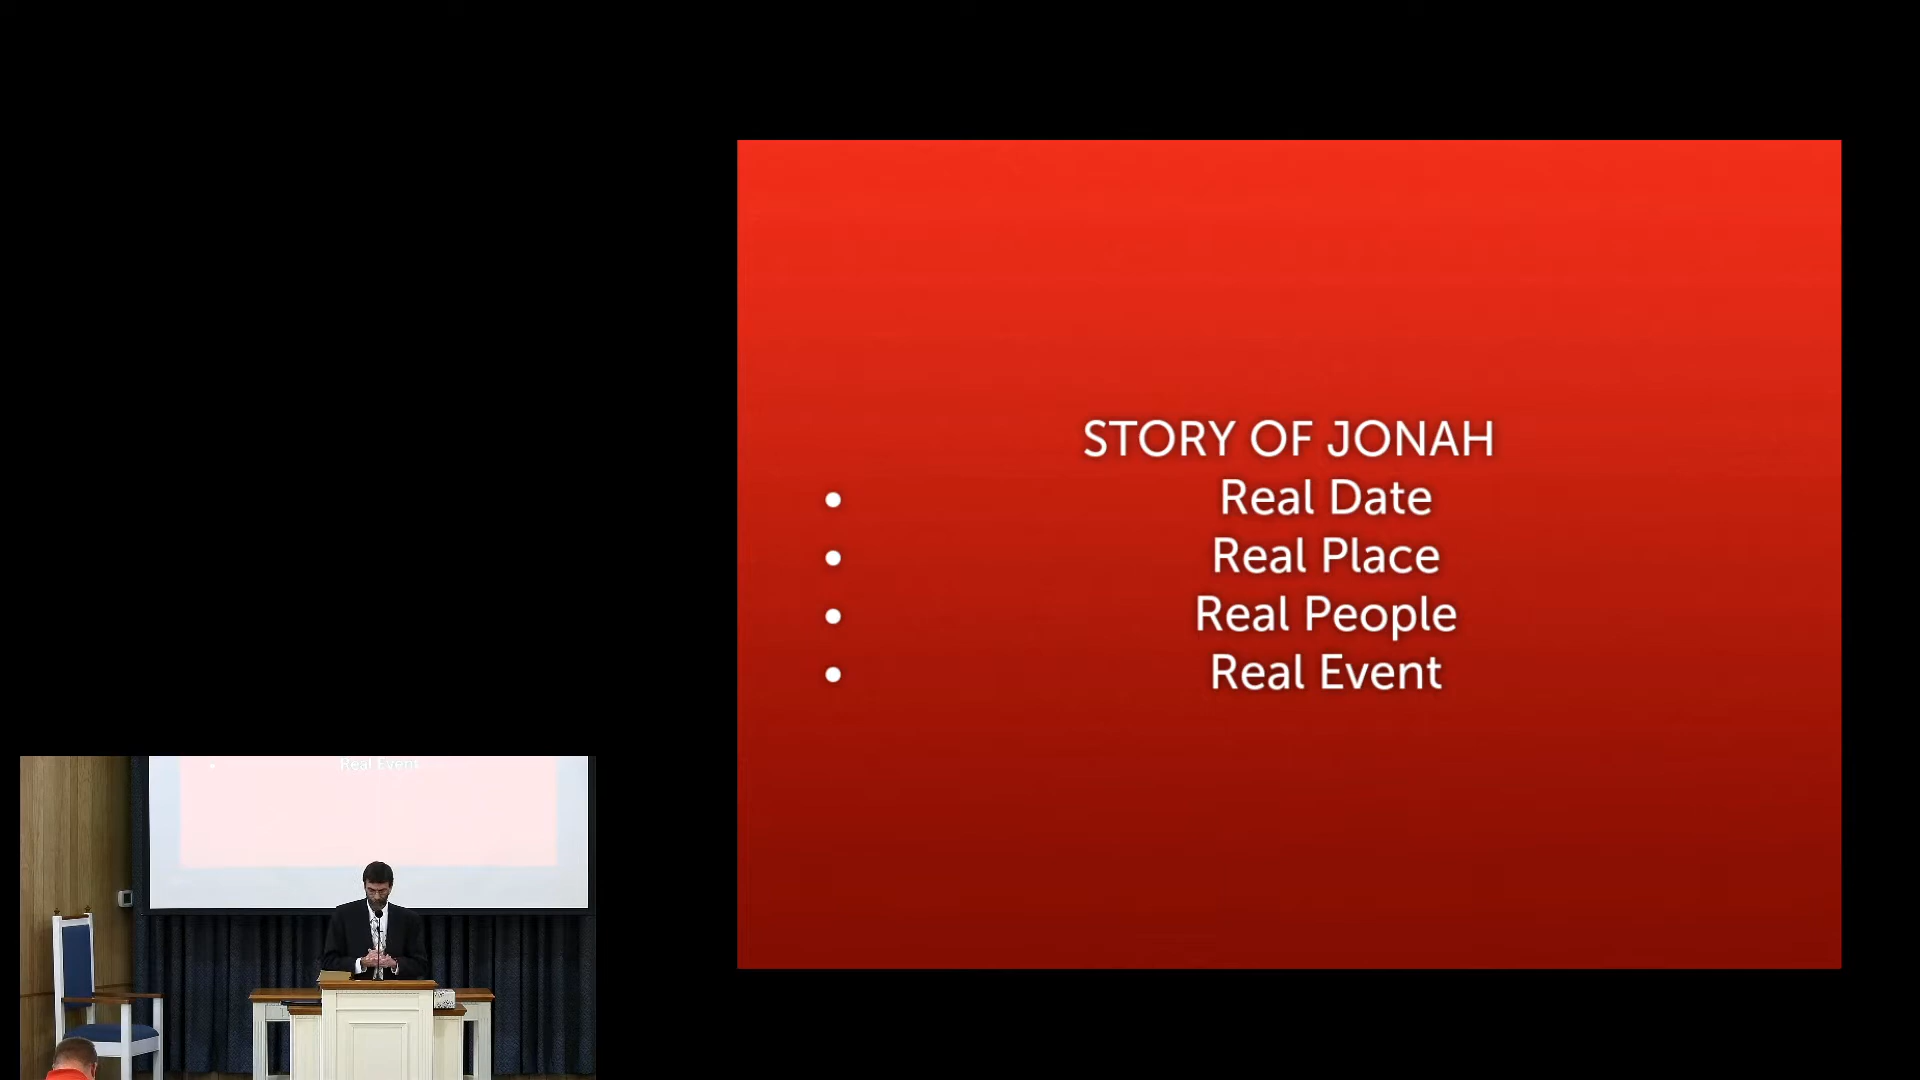 STORY OF JONAH
• Real Date
• Real Place
• Real People
• Real Event
Real Event